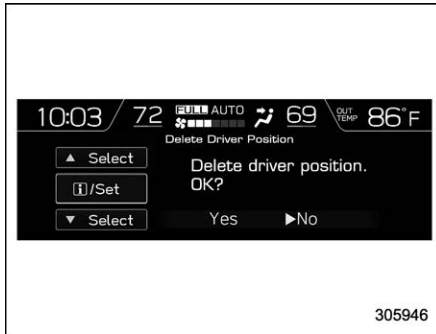 10:03 72 FULL AUTO 69 OUT TEMP 86°F
Delete Driver Position
▲ Select
i/Set
▼ Select
Delete driver position.
OK?
Yes ▶No
305946